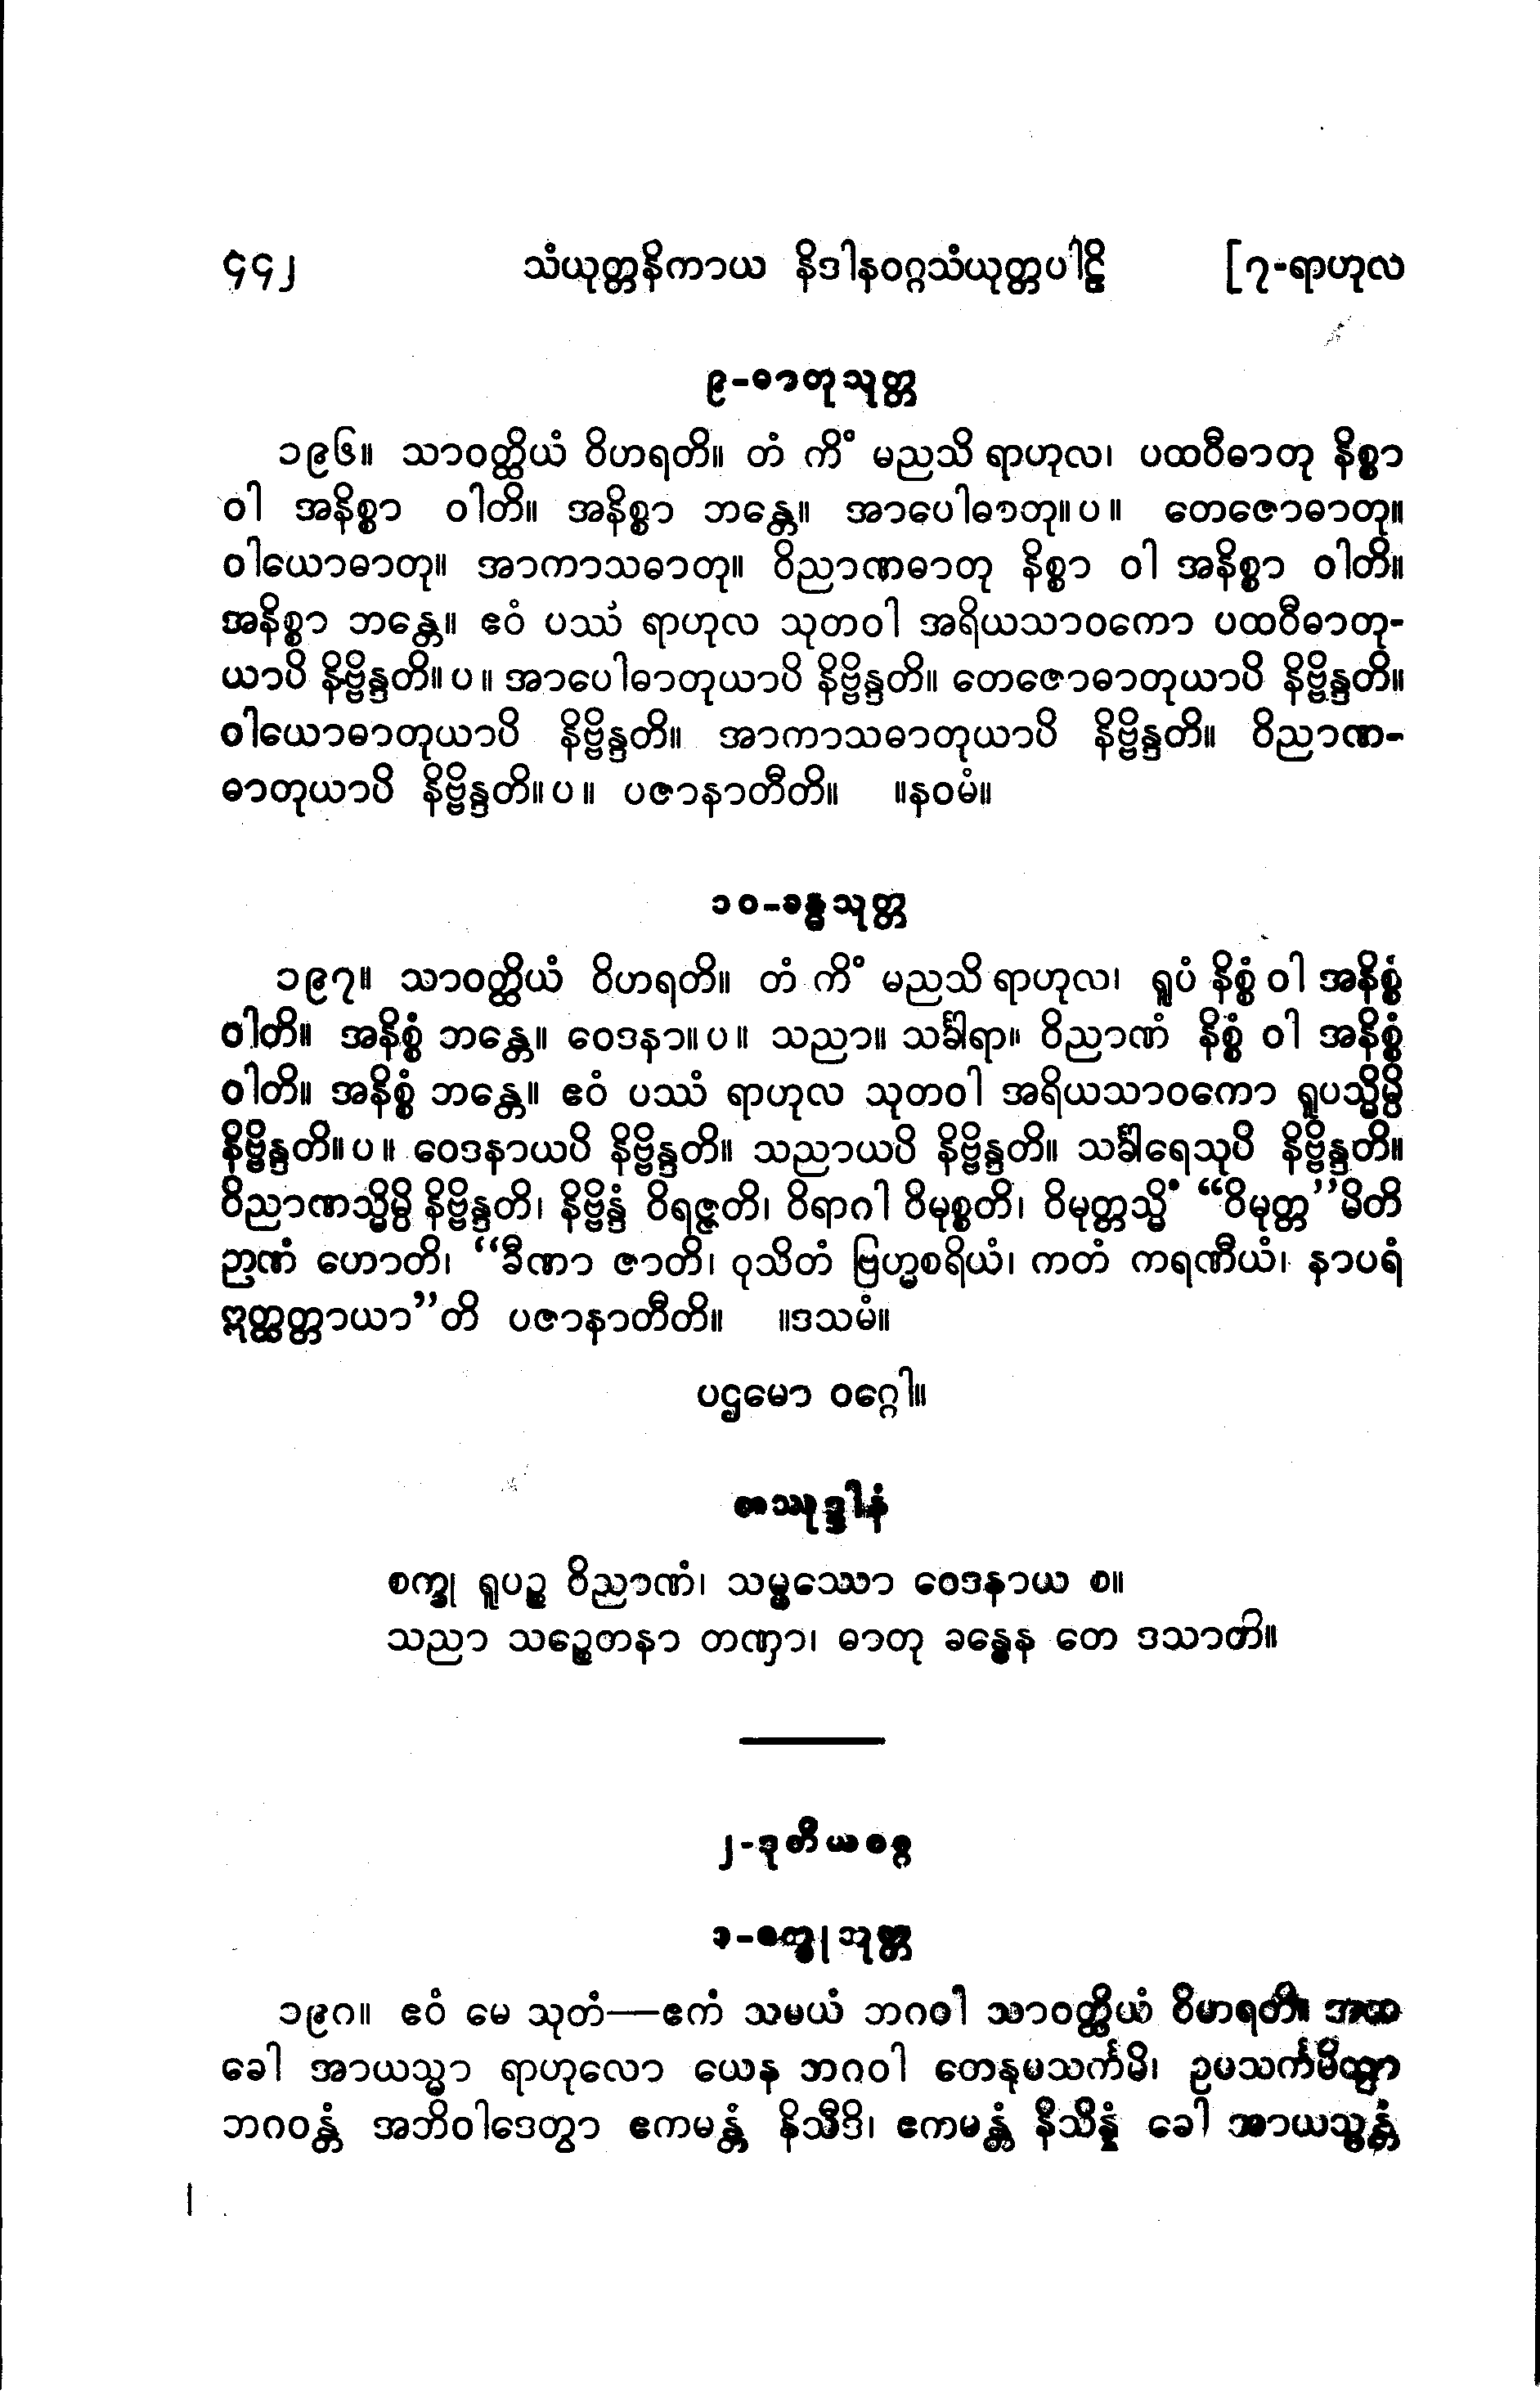 ၄၄၂ သံယုတ္တနိကာယ နိဒါနဝဂ္ဂသံယုတ္တပါဠိ [၇-ရာဟုလ
၉-ဓာတုသုတ္တ
၁၉၆။ သာဝတ္ထိယံ ဝိဟရတိ။ တံ ကိံ မညသိ ရာဟုလ၊ ပထဝီဓာတု နိစ္စာ
ဝါ အနိစ္စာ ဝါတိ။ အနိစ္စာ ဘန္တေ။ အာပေါဓာတု။ပ။ တေဇောဓာတု။
ဝါယောဓာတု။ အာကာသဓာတု။ ဝိညာဏဓာတု နိစ္စာ ဝါ အနိစ္စာ ဝါတိ။
အနိစ္စာ ဘန္တေ။ ဧဝံ ပဿံ ရာဟုလ သုတဝါ အရိယသာဝကော ပထဝီဓာတု-
ယာပိ နိဗ္ဗိန္ဒတိ။ပ။ အာပေါဓာတုယာပိ နိဗ္ဗိန္ဒတိ။ တေဇောဓာတုယာပိ နိဗ္ဗိန္ဒတိ။
ဝါယောဓာတုယာပိ နိဗ္ဗိန္ဒတိ။ အာကာသဓာတုယာပိ နိဗ္ဗိန္ဒတိ။ ဝိညာဏ-
ဓာတုယာပိ နိဗ္ဗိန္ဒတိ။ပ။ ပဇာနာတီတိ။ ။နဝမံ။
၁၀-ခန္ဓသုတ္တ
၁၉၇။ သာဝတ္ထိယံ ဝိဟရတိ။ တံ ကိံ မညသိ ရာဟုလ၊ ရူပံ နိစ္စံ ဝါ အနိစ္စံ
ဝါတိ။ အနိစ္စံ ဘန္တေ။ ဝေဒနာ။ပ။ သညာ။ သင်္ခါရာ။ ဝိညာဏံ နိစ္စံ ဝါ အနိစ္စံ
ဝါတိ။ အနိစ္စံ ဘန္တေ။ ဧဝံ ပဿံ ရာဟုလ သုတဝါ အရိယသာဝကော ရူပသ္မိမ္ပိ
နိဗ္ဗိန္ဒတိ။ပ။ ဝေဒနာယပိ နိဗ္ဗိန္ဒတိ။ သညာယပိ နိဗ္ဗိန္ဒတိ။ သင်္ခါရေသုပိ နိဗ္ဗိန္ဒတိ။
ဝိညာဏသ္မိမ္ပိ နိဗ္ဗိန္ဒတိ၊ နိဗ္ဗိန္ဒံ ဝိရဇ္ဇတိ၊ ဝိရာဂါ ဝိမုစ္စတိ၊ ဝိမုတ္တသ္မိံ “ဝိမုတ္တ”မိတိ
ဉာဏံ ဟောတိ၊ “ခီဏာ ဇာတိ၊ ဝုသိတံ ဗြဟ္မစရိယံ၊ ကတံ ကရဏီယံ၊ နာပရံ
ဣတ္ထတ္တာယာ”တိ ပဇာနာတီတိ။ ။ဒသမံ။
ပဌမော ဝဂ္ဂေါ။
တဿုဒ္ဒါနံ
စက္ခု ရူပဉ္စ ဝိညာဏံ၊ သမ္ဖဿော ဝေဒနာယ စ။
သညာ သဉ္စေတနာ တဏှာ၊ ဓာတု ခန္ဓေန တေ ဒသာတိ။
၂-ဒုတိယဝဂ္ဂ
၁-စက္ခုသုတ္တ
၁၉၈။ ဧဝံ မေ သုတံ—ဧကံ သမယံ ဘဂဝါ သာဝတ္ထိယံ ဝိဟရတိ။ အထ
ခေါ အာယသ္မာ ရာဟုလော ယေန ဘဂဝါ တေနုပသင်္ကမိ၊ ဥပသင်္ကမိတွာ
ဘဂဝန္တံ အဘိဝါဒေတွာ ဧကမန္တံ နိသီဒိ၊ ဧကမန္တံ နိသိန္နံ ခေါ အာယသ္မန္တံ